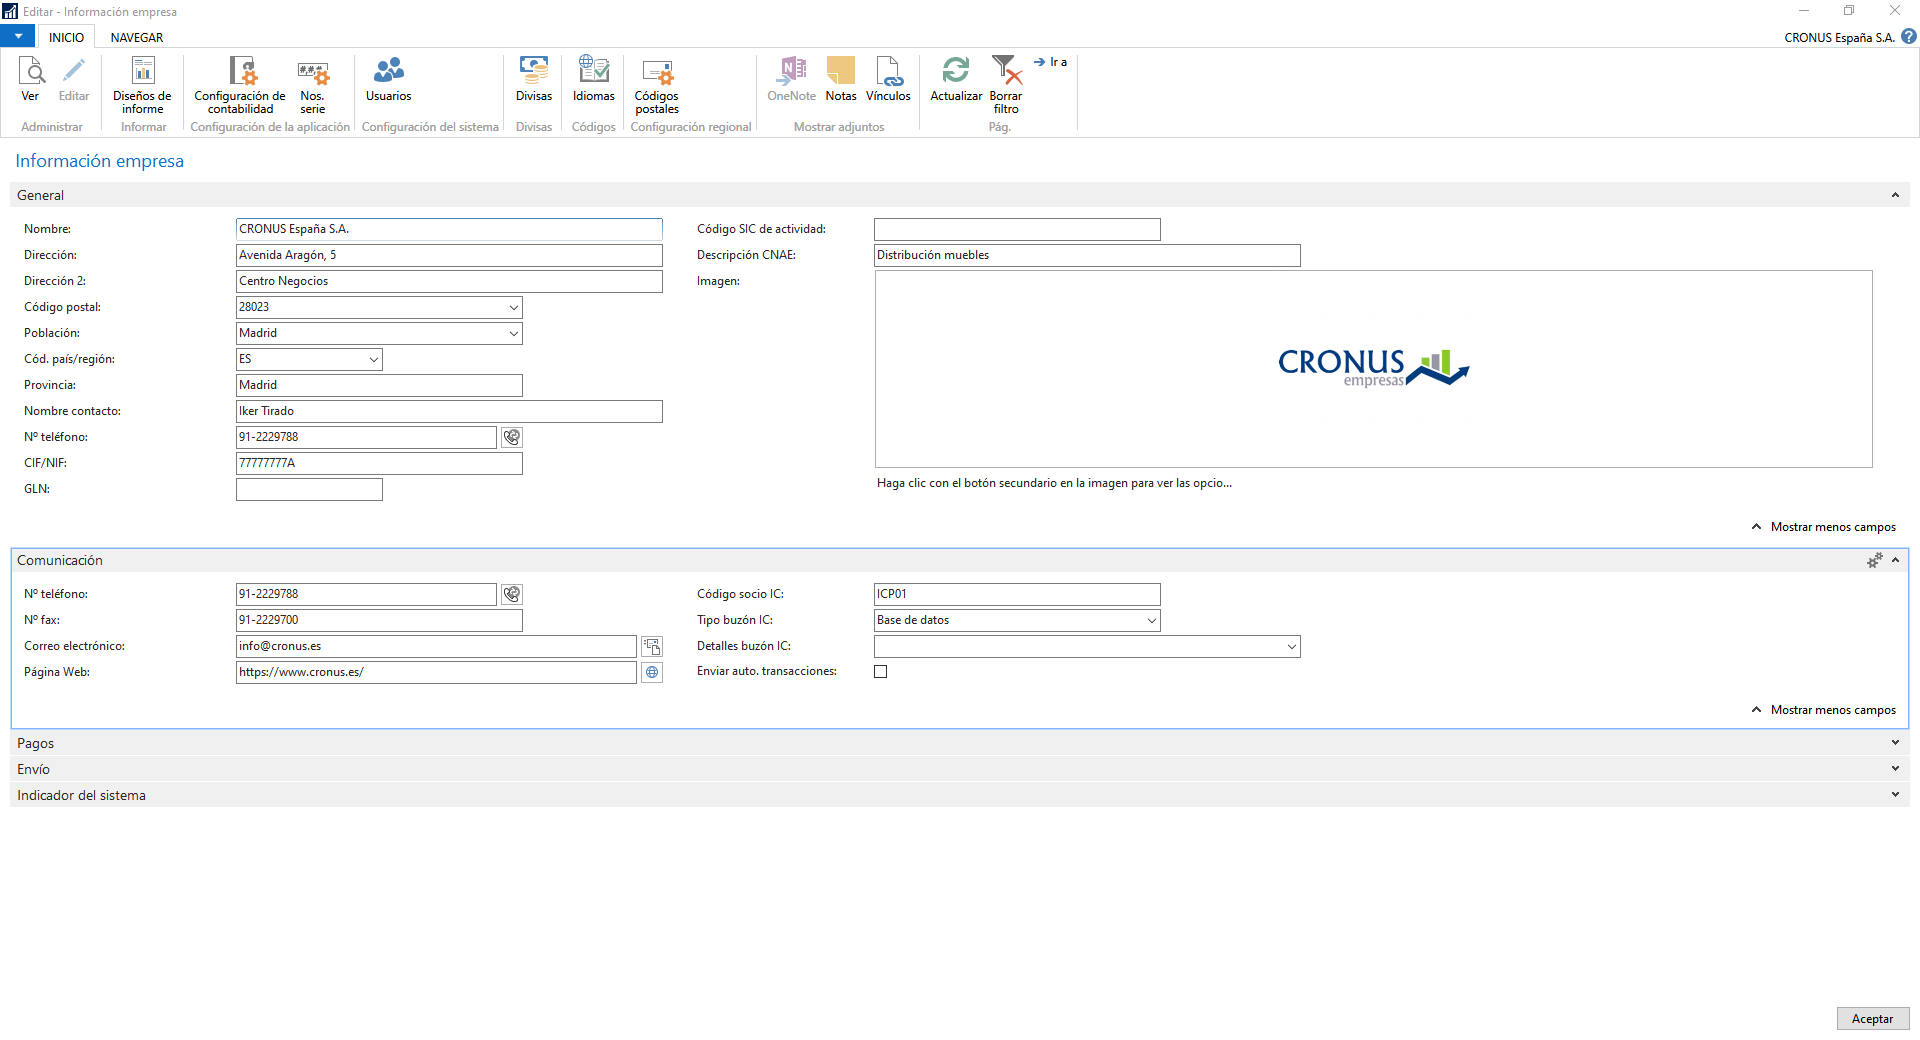 Editar - Información empresa
INICIO
NAVEGAR
CRONUS España S.A.
Ver
Editar
Diseños de informe
Configuración de contabilidad
Nos. serie
Usuarios
Divisas
Idiomas
Códigos postales
OneNote
Notas
Vínculos
Actualizar
Borrar filtro
Ir a
Administrar
Informar
Configuración de la aplicación
Configuración del sistema
Divisas
Códigos
Configuración regional
Mostrar adjuntos
Pág.
Información empresa
General
Nombre: CRONUS España S.A.
Dirección: Avenida Aragón, 5
Dirección 2: Centro Negocios
Código postal: 28023
Población: Madrid
Cód. país/región: ES
Provincia: Madrid
Nombre contacto: Iker Tirado
Nº teléfono: 91-2229788
CIF/NIF: 77777777A
GLN:
Código SIC de actividad:
Descripción CNAE: Distribución muebles
Imagen:
CRONUS
empresas
Haga clic con el botón secundario en la imagen para ver las opcio...
Mostrar menos campos
Comunicación
Nº teléfono: 91-2229788
Nº fax: 91-2229700
Correo electrónico: info@cronus.es
Página Web: https://www.cronus.es/
Código socio IC: ICP01
Tipo buzón IC: Base de datos
Detalles buzón IC:
Enviar auto. transacciones:
Mostrar menos campos
Pagos
Envío
Indicador del sistema
Aceptar